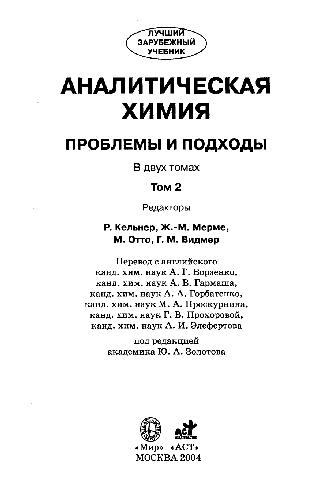 ЛУЧШИЙ
ЗАРУБЕЖНЫЙ
УЧЕБНИК
АНАЛИТИЧЕСКАЯ
ХИМИЯ
ПРОБЛЕМЫ И ПОДХОДЫ
В двух томах
Том 2
Редакторы
Р. Кельнер, Ж.-М. Мерме,
М. Отто, Г. М. Видмер
Перевод с английского
канд. хим. наук А. Г. Борзенко,
канд. хим. наук А. В. Гармаша,
канд. хим. наук А. А. Горбатенко,
канд. хим. наук М. А. Проскурнина,
канд. хим. наук Г. В. Прохоровой,
канд. хим. наук А. И. Элефертова
под редакцией
академика Ю. А. Золотова
АСТ
«Мир» «АСТ»
МОСКВА 2004